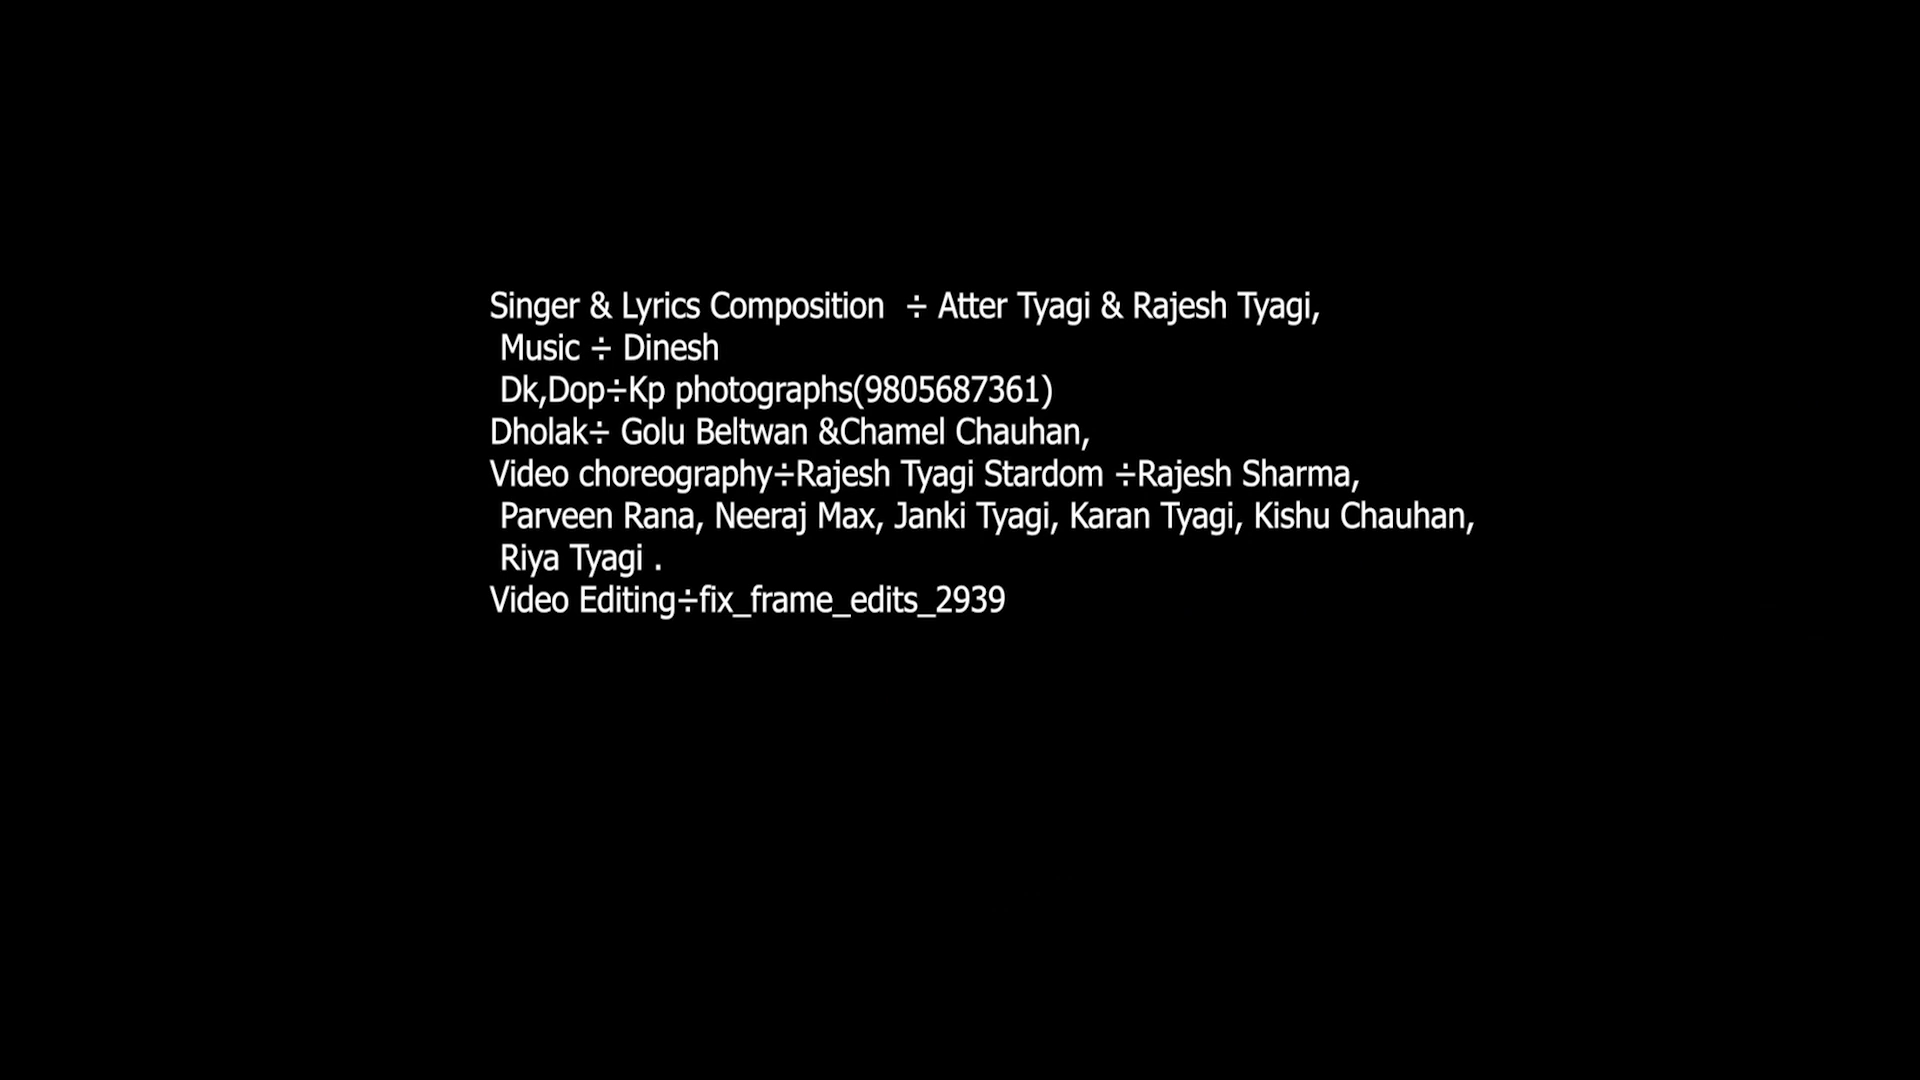 Singer & Lyrics Composition ÷ Atter Tyagi & Rajesh Tyagi,
Music ÷ Dinesh
Dk,Dop÷Kp photographs(9805687361)
Dholak÷ Golu Beltwan &Chamel Chauhan,
Video choreography÷Rajesh Tyagi Stardom ÷Rajesh Sharma,
Parveen Rana, Neeraj Max, Janki Tyagi, Karan Tyagi, Kishu Chauhan,
Riya Tyagi .
Video Editing÷fix_frame_edits_2939